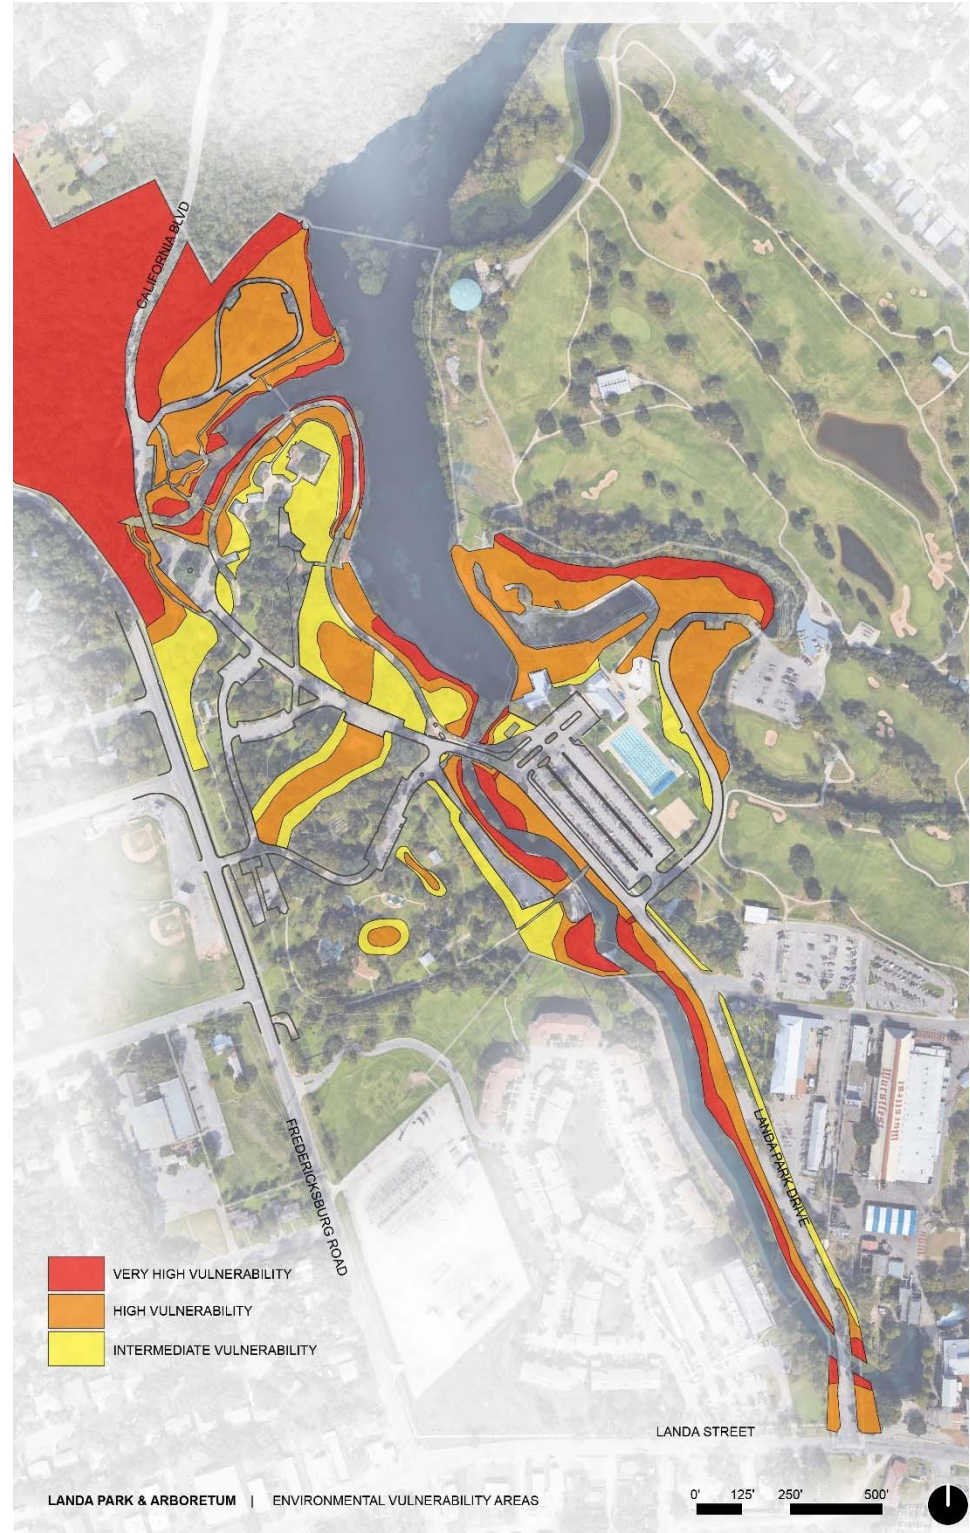 CALIFORNIA BLVD
LANDA PARK DRIVE
FREDERICKSBURG ROAD
Wurstfest
VERY HIGH VULNERABILITY
HIGH VULNERABILITY
INTERMEDIATE VULNERABILITY
LANDA STREET
LANDA PARK & ARBORETUM | ENVIRONMENTAL VULNERABILITY AREAS
0' 125' 250' 500'